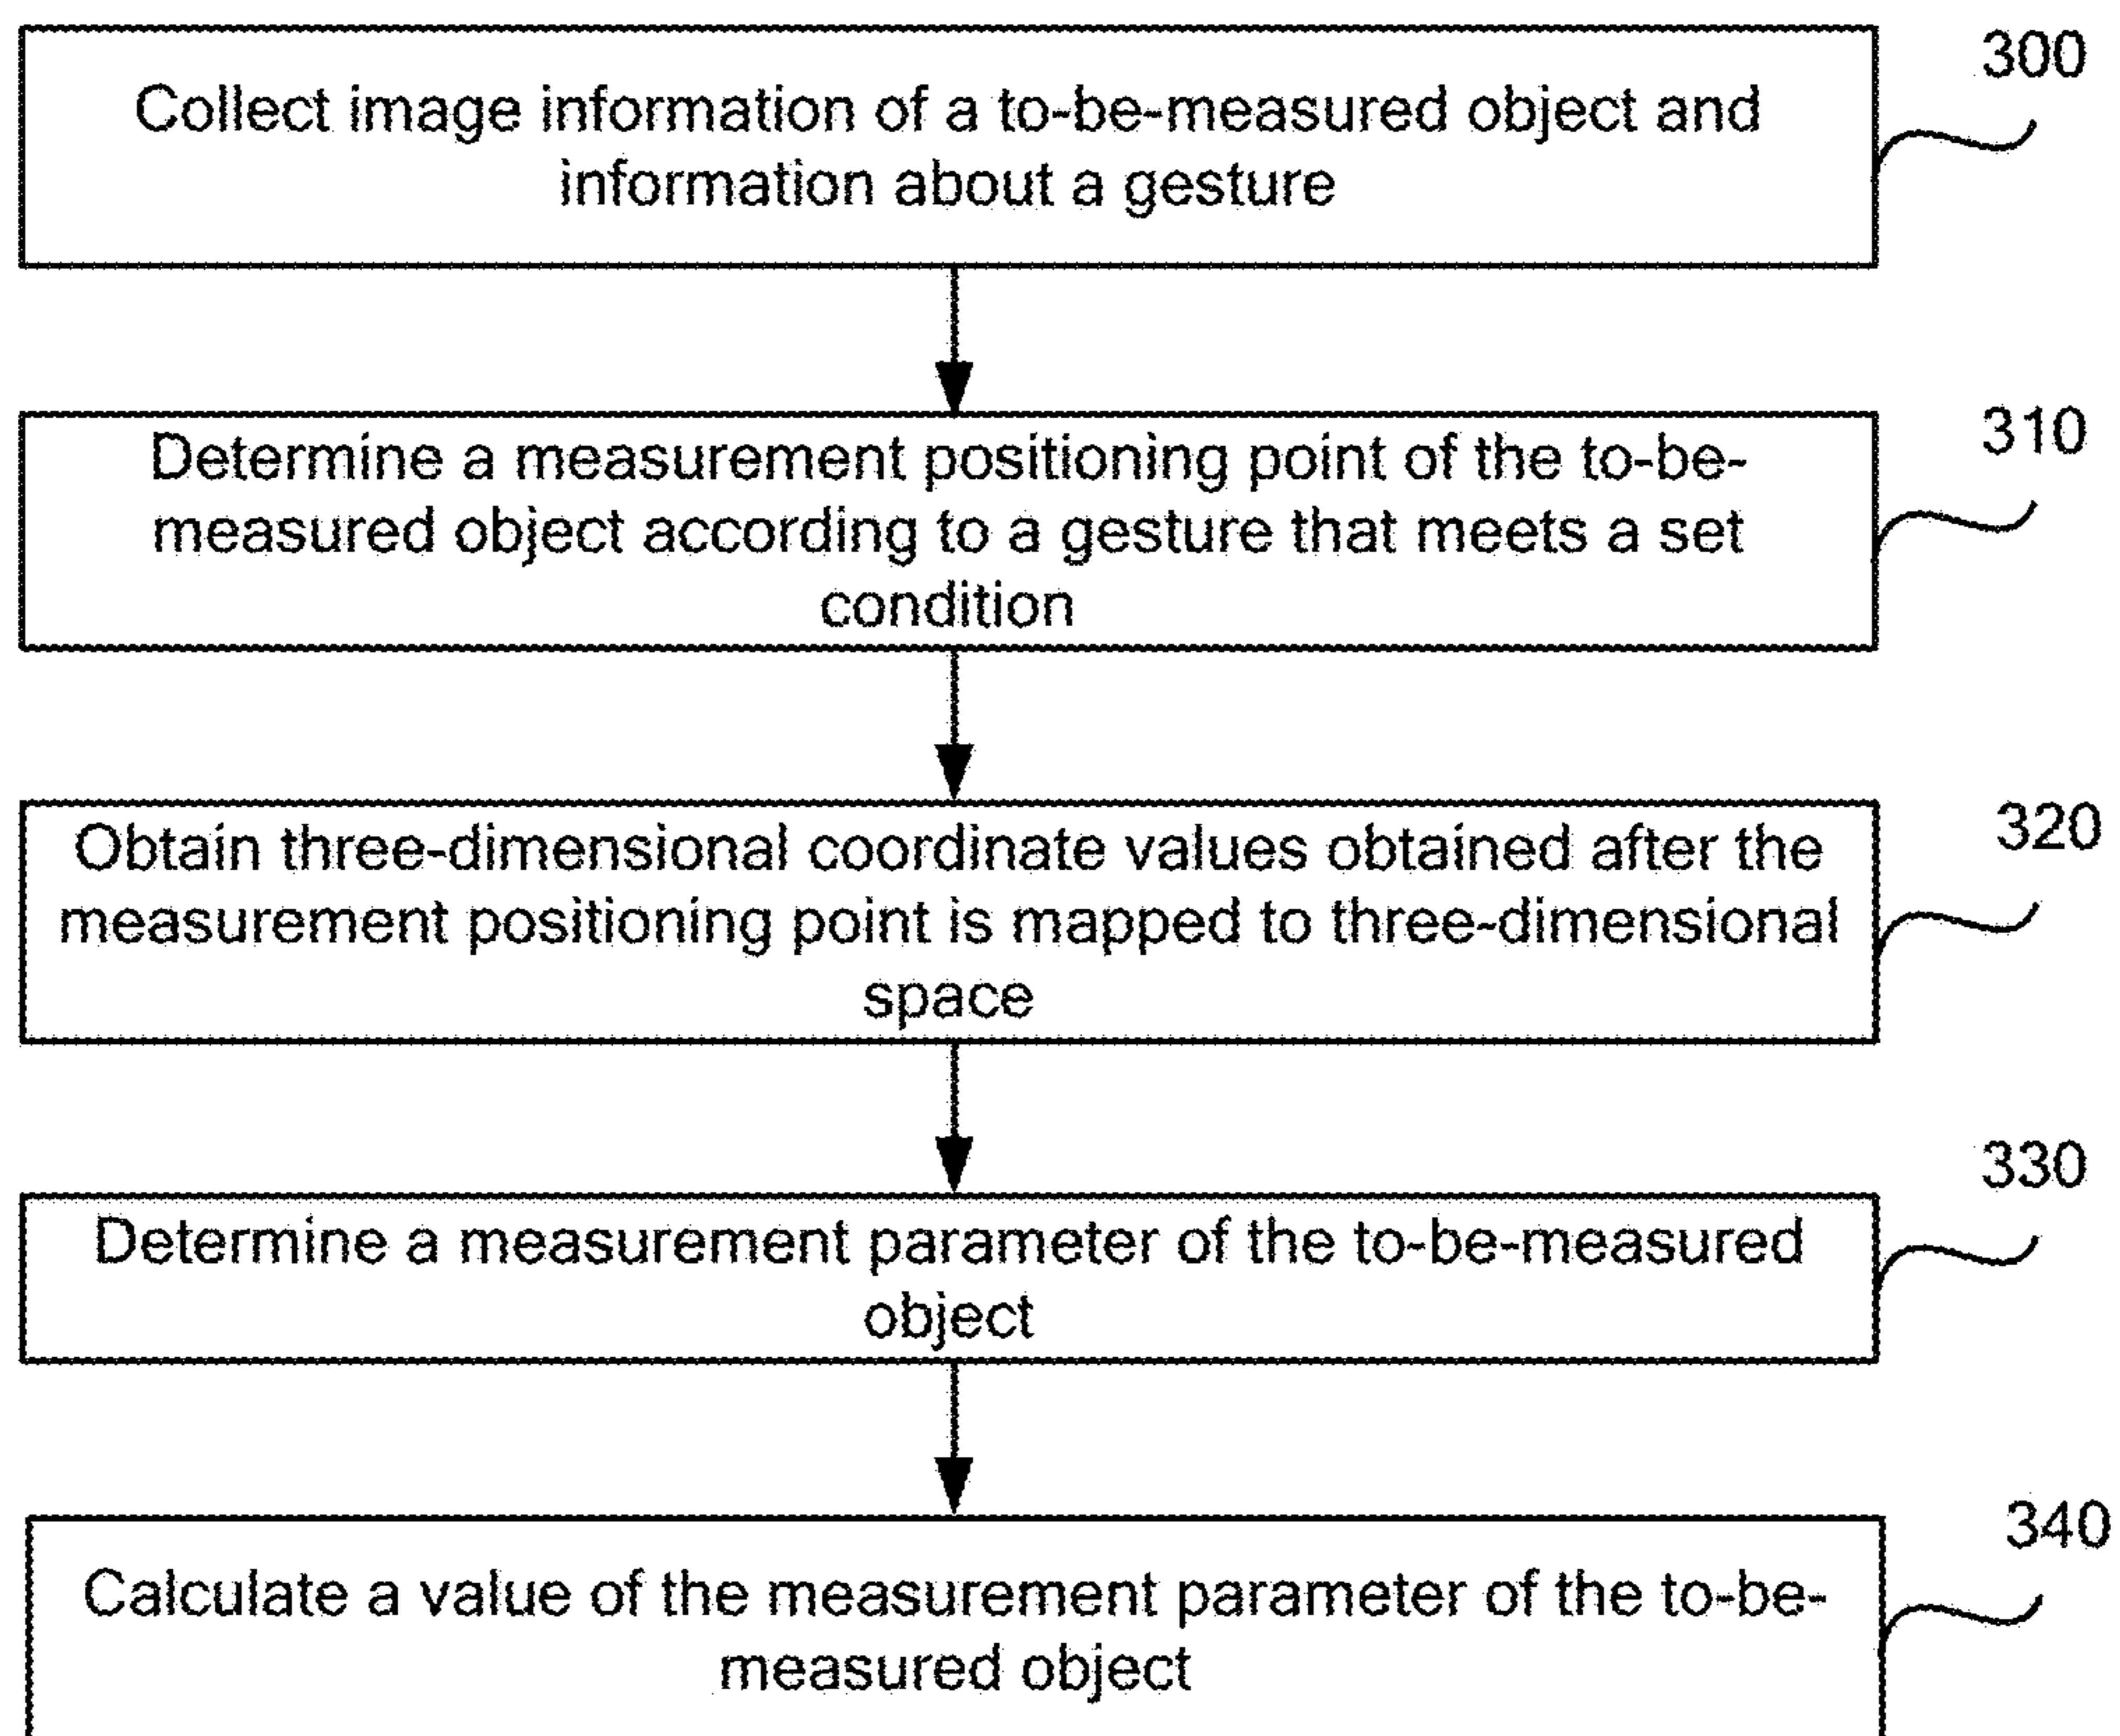 300
Collect image information of a to-be-measured object and
information about a gesture
310
Determine a measurement positioning point of the to-be-
measured object according to a gesture that meets a set
condition
320
Obtain three-dimensional coordinate values obtained after the
measurement positioning point is mapped to three-dimensional
space
330
Determine a measurement parameter of the to-be-measured
object
340
Calculate a value of the measurement parameter of the to-be-
measured object